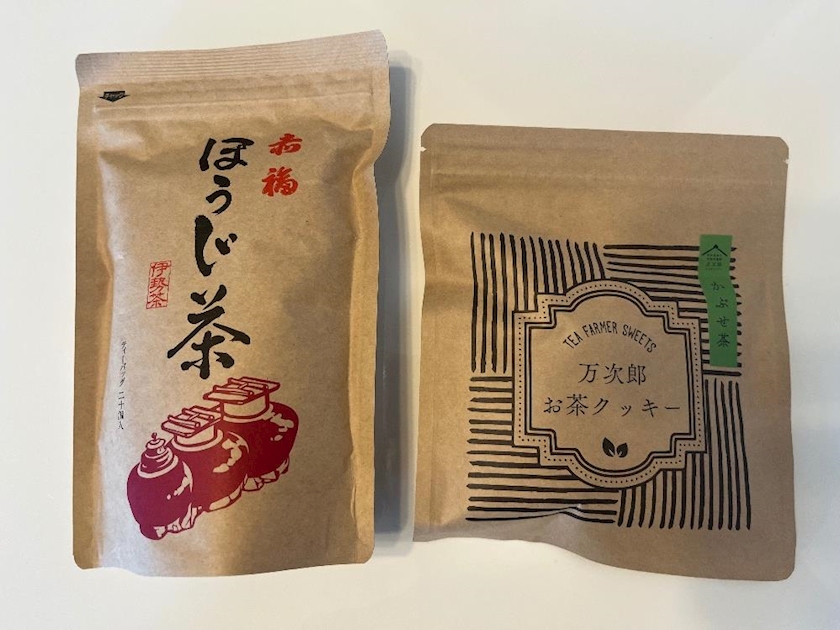 赤福
ほうじ茶
伊勢茶
ティーバッグ 二十個入
かぶせ茶
TEA FARMER SWEETS
万次郎
お茶クッキー